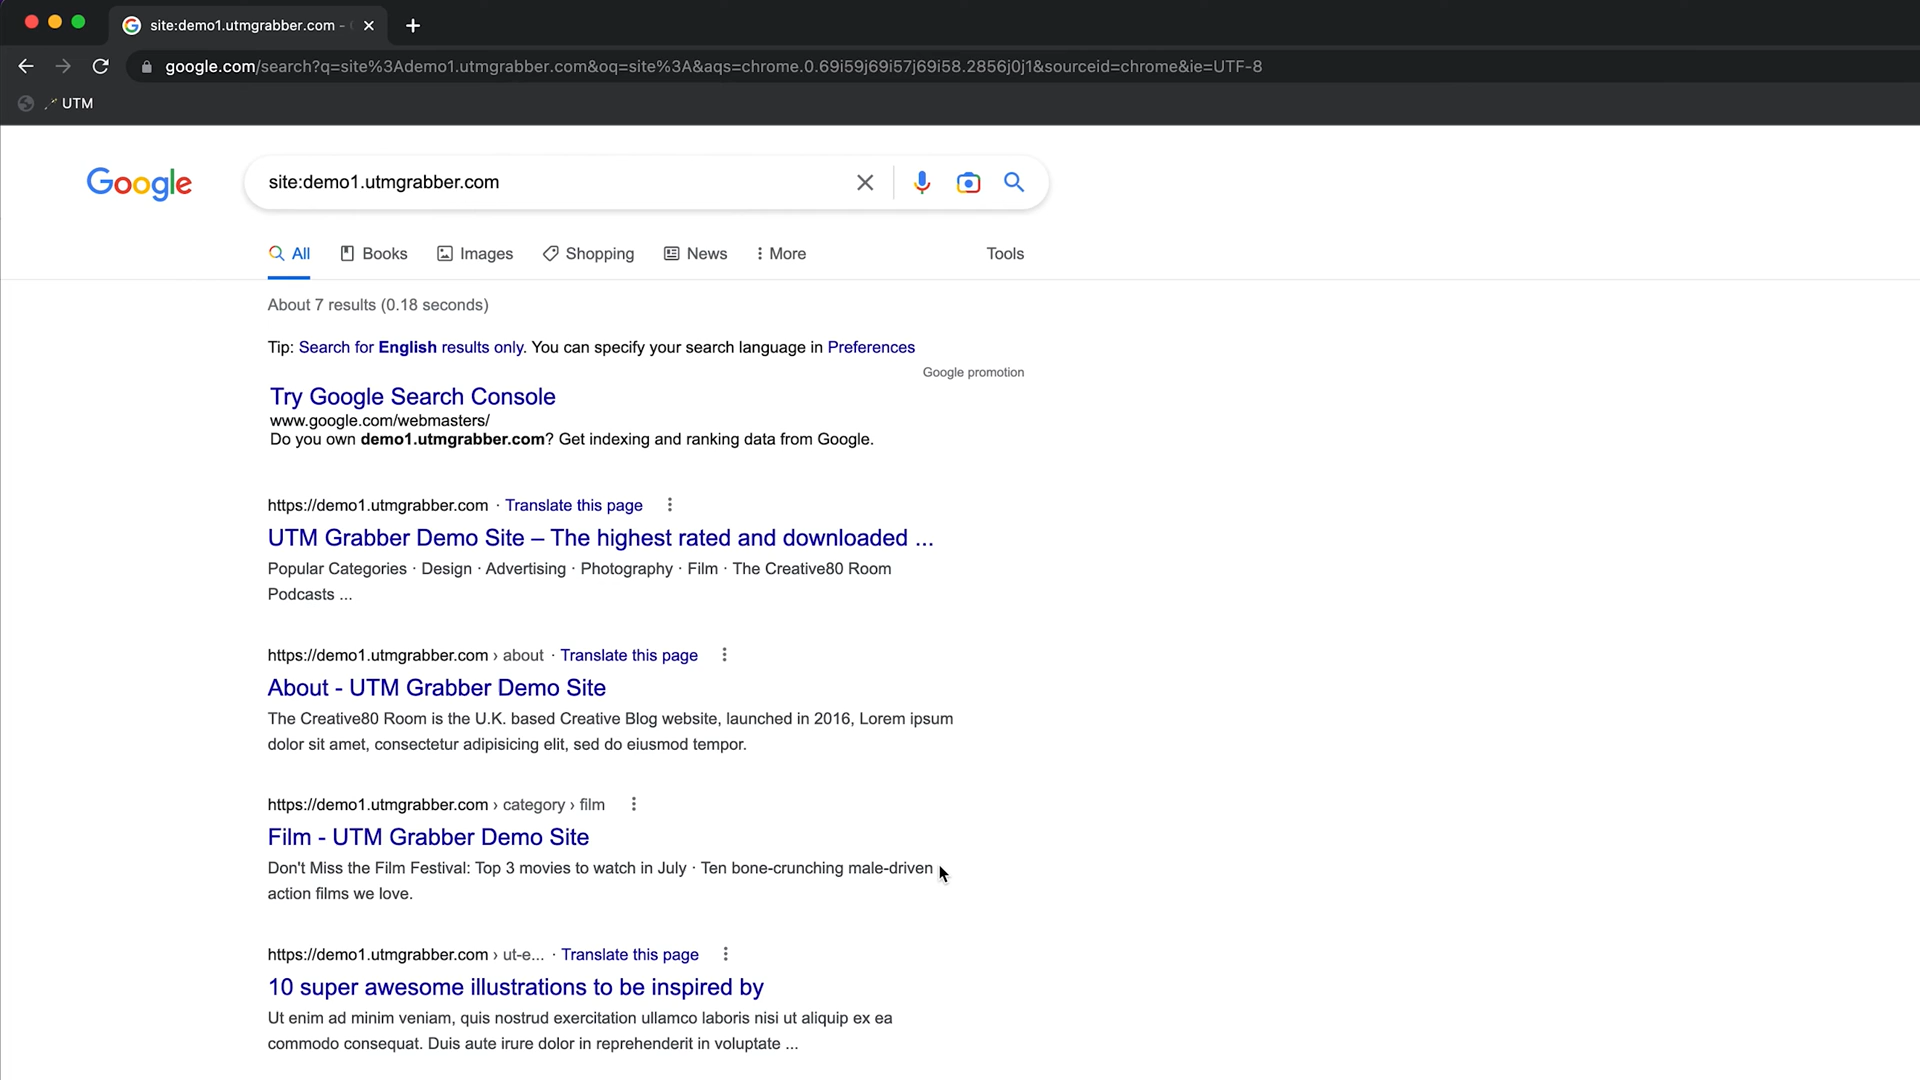 site:demo1.utmgrabber.com -
google.com/search?q=site%3Ademo1.utmgrabber.com&oq=site%3A&aqs=chrome.0.69i59j69i57j69i58.2856j0j1&sourceid=chrome&ie=UTF-8
UTM
Google
site:demo1.utmgrabber.com
All Books Images Shopping News More Tools
About 7 results (0.18 seconds)
Tip: Search for English results only. You can specify your search language in Preferences
Google promotion
Try Google Search Console
www.google.com/webmasters/
Do you own demo1.utmgrabber.com? Get indexing and ranking data from Google.
https://demo1.utmgrabber.com · Translate this page
UTM Grabber Demo Site – The highest rated and downloaded ...
Popular Categories · Design · Advertising · Photography · Film · The Creative80 Room
Podcasts ...
https://demo1.utmgrabber.com › about · Translate this page
About - UTM Grabber Demo Site
The Creative80 Room is the U.K. based Creative Blog website, launched in 2016, Lorem ipsum
dolor sit amet, consectetur adipisicing elit, sed do eiusmod tempor.
https://demo1.utmgrabber.com › category › film
Film - UTM Grabber Demo Site
Don't Miss the Film Festival: Top 3 movies to watch in July · Ten bone-crunching male-driven
action films we love.
https://demo1.utmgrabber.com › ut-e... · Translate this page
10 super awesome illustrations to be inspired by
Ut enim ad minim veniam, quis nostrud exercitation ullamco laboris nisi ut aliquip ex ea
commodo consequat. Duis aute irure dolor in reprehenderit in voluptate ...